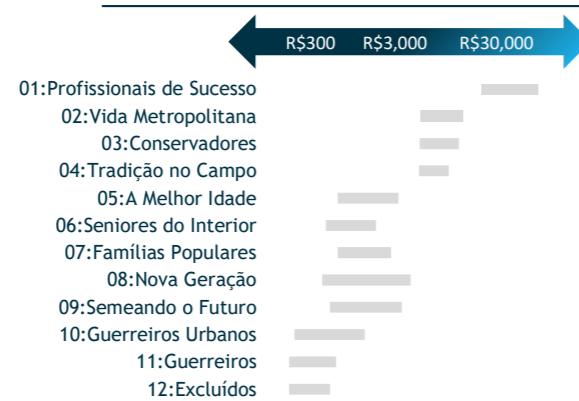 R$300 R$3,000 R$30,000
01:Profissionais de Sucesso
02:Vida Metropolitana
03:Conservadores
04:Tradição no Campo
05:A Melhor Idade
06:Seniores do Interior
07:Famílias Populares
08:Nova Geração
09:Semeando o Futuro
10:Guerreiros Urbanos
11:Guerreiros
12:Excluídos